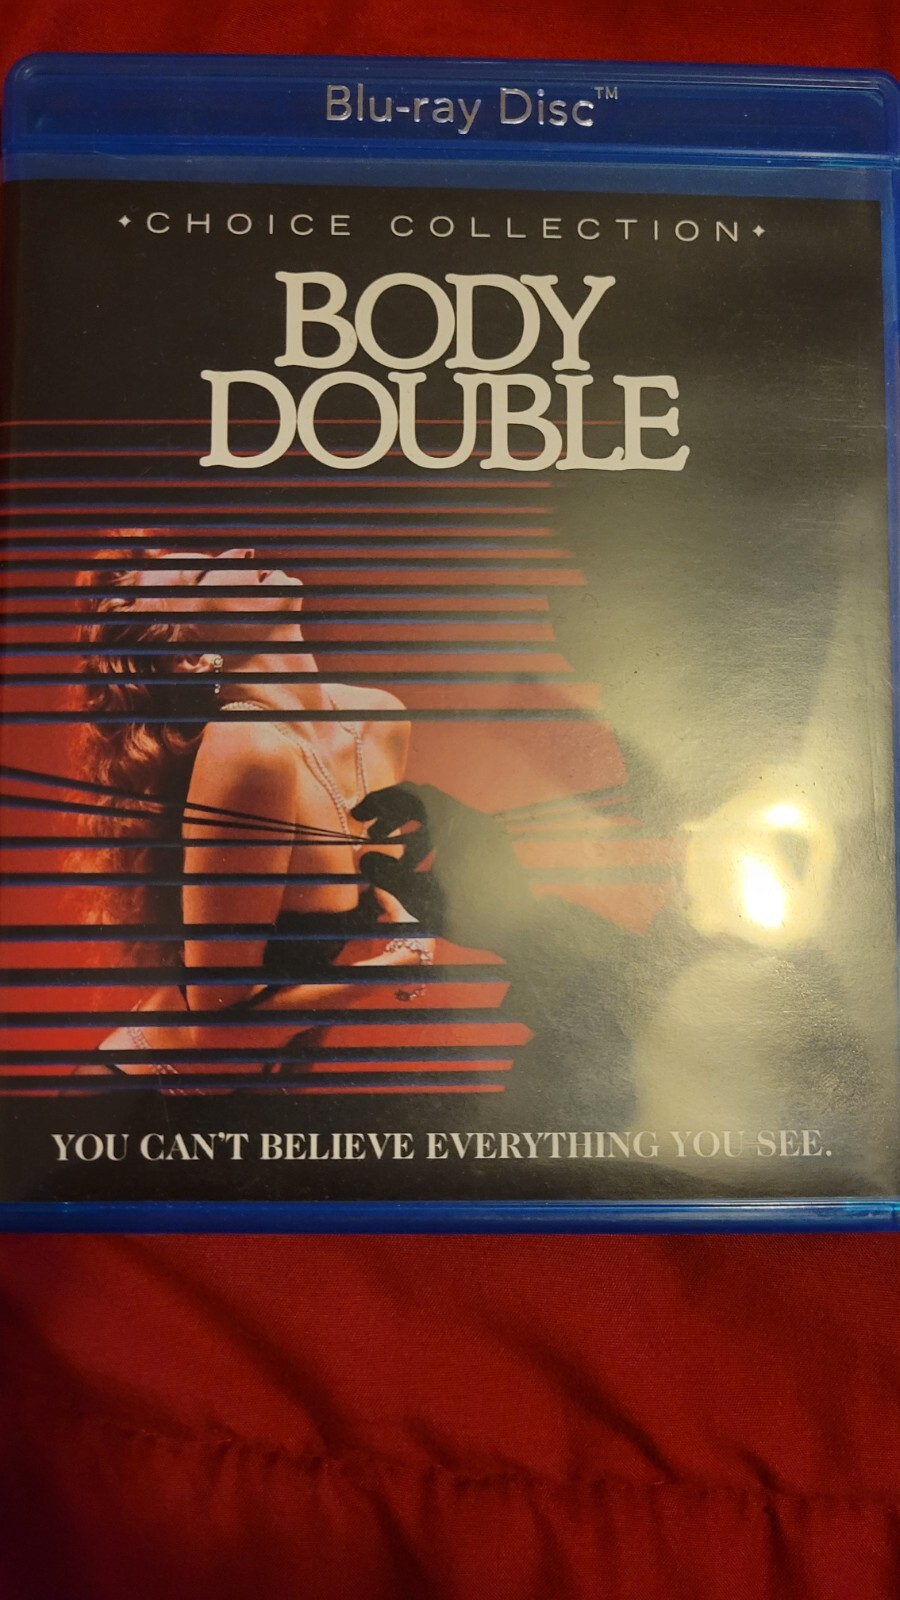 Blu-ray Disc™
✦CHOICE COLLECTION✦
BODY
DOUBLE
YOU CAN'T BELIEVE EVERYTHING YOU SEE.